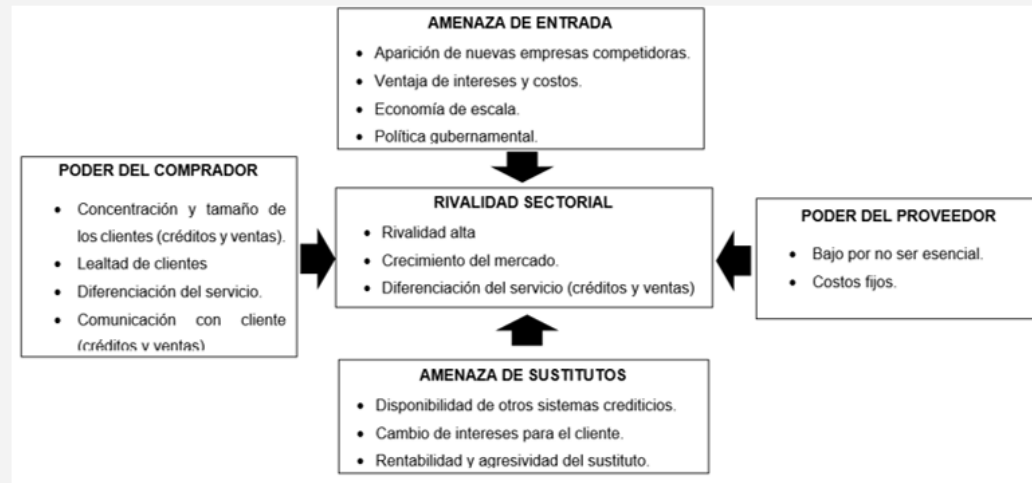 AMENAZA DE ENTRADA
• Aparición de nuevas empresas competidoras.
• Ventaja de intereses y costos.
• Economía de escala.
• Política gubernamental.
PODER DEL COMPRADOR
• Concentración y tamaño de
los clientes (créditos y ventas).
• Lealtad de clientes
• Diferenciación del servicio.
• Comunicación con cliente
(créditos y ventas)
RIVALIDAD SECTORIAL
• Rivalidad alta
• Crecimiento del mercado.
• Diferenciación del servicio (créditos y ventas)
PODER DEL PROVEEDOR
• Bajo por no ser esencial.
• Costos fijos.
AMENAZA DE SUSTITUTOS
• Disponibilidad de otros sistemas crediticios.
• Cambio de intereses para el cliente.
• Rentabilidad y agresividad del sustituto.